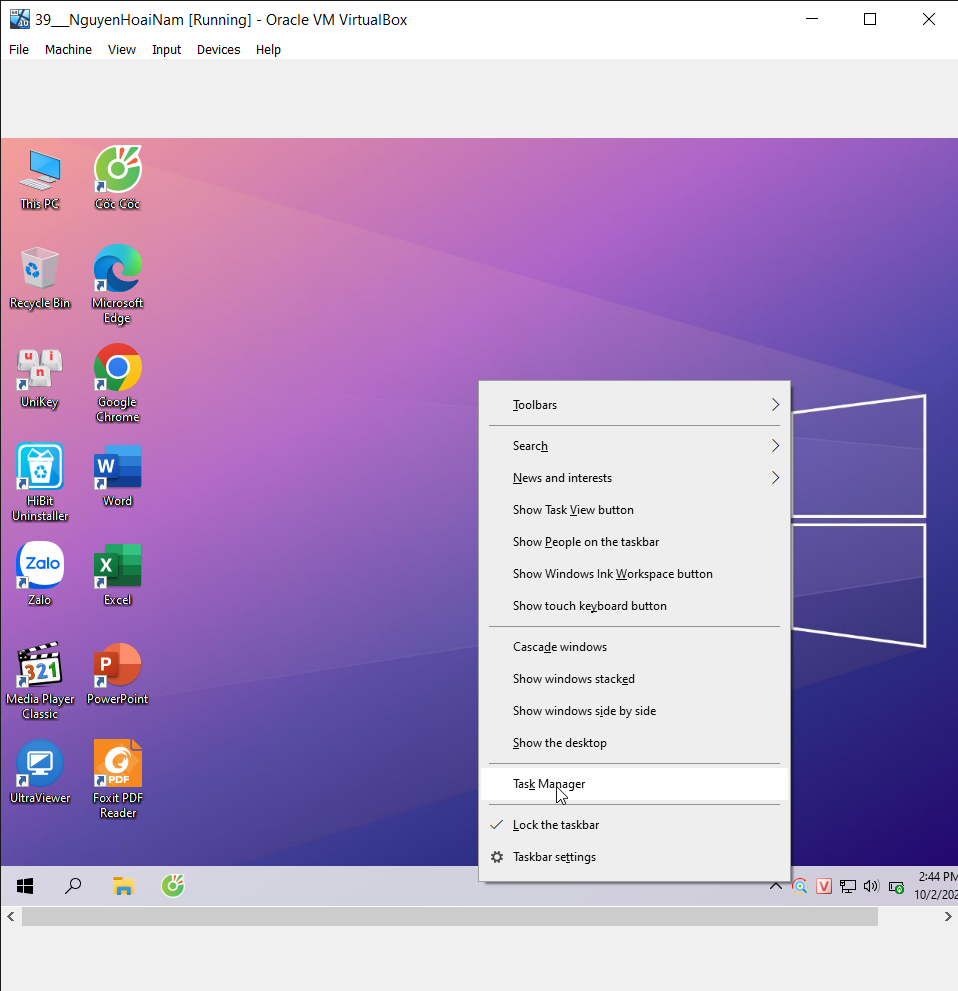 39___NguyenHoaiNam [Running] - Oracle VM VirtualBox
File Machine View Input Devices Help
This PC
Cốc Cốc
Recycle Bin
Microsoft
Edge
u n i
UniKey
Google
Chrome
HiBit
Uninstaller
W
Word
Zalo
Zalo
X
Excel
321
Media Player
Classic
P
PowerPoint
UltraViewer
PDF
Foxit PDF
Reader
Toolbars
Search
News and interests
Show Task View button
Show People on the taskbar
Show Windows Ink Workspace button
Show touch keyboard button
Cascade windows
Show windows stacked
Show windows side by side
Show the desktop
Task Manager
Lock the taskbar
Taskbar settings
V
2:44 PM
10/2/202